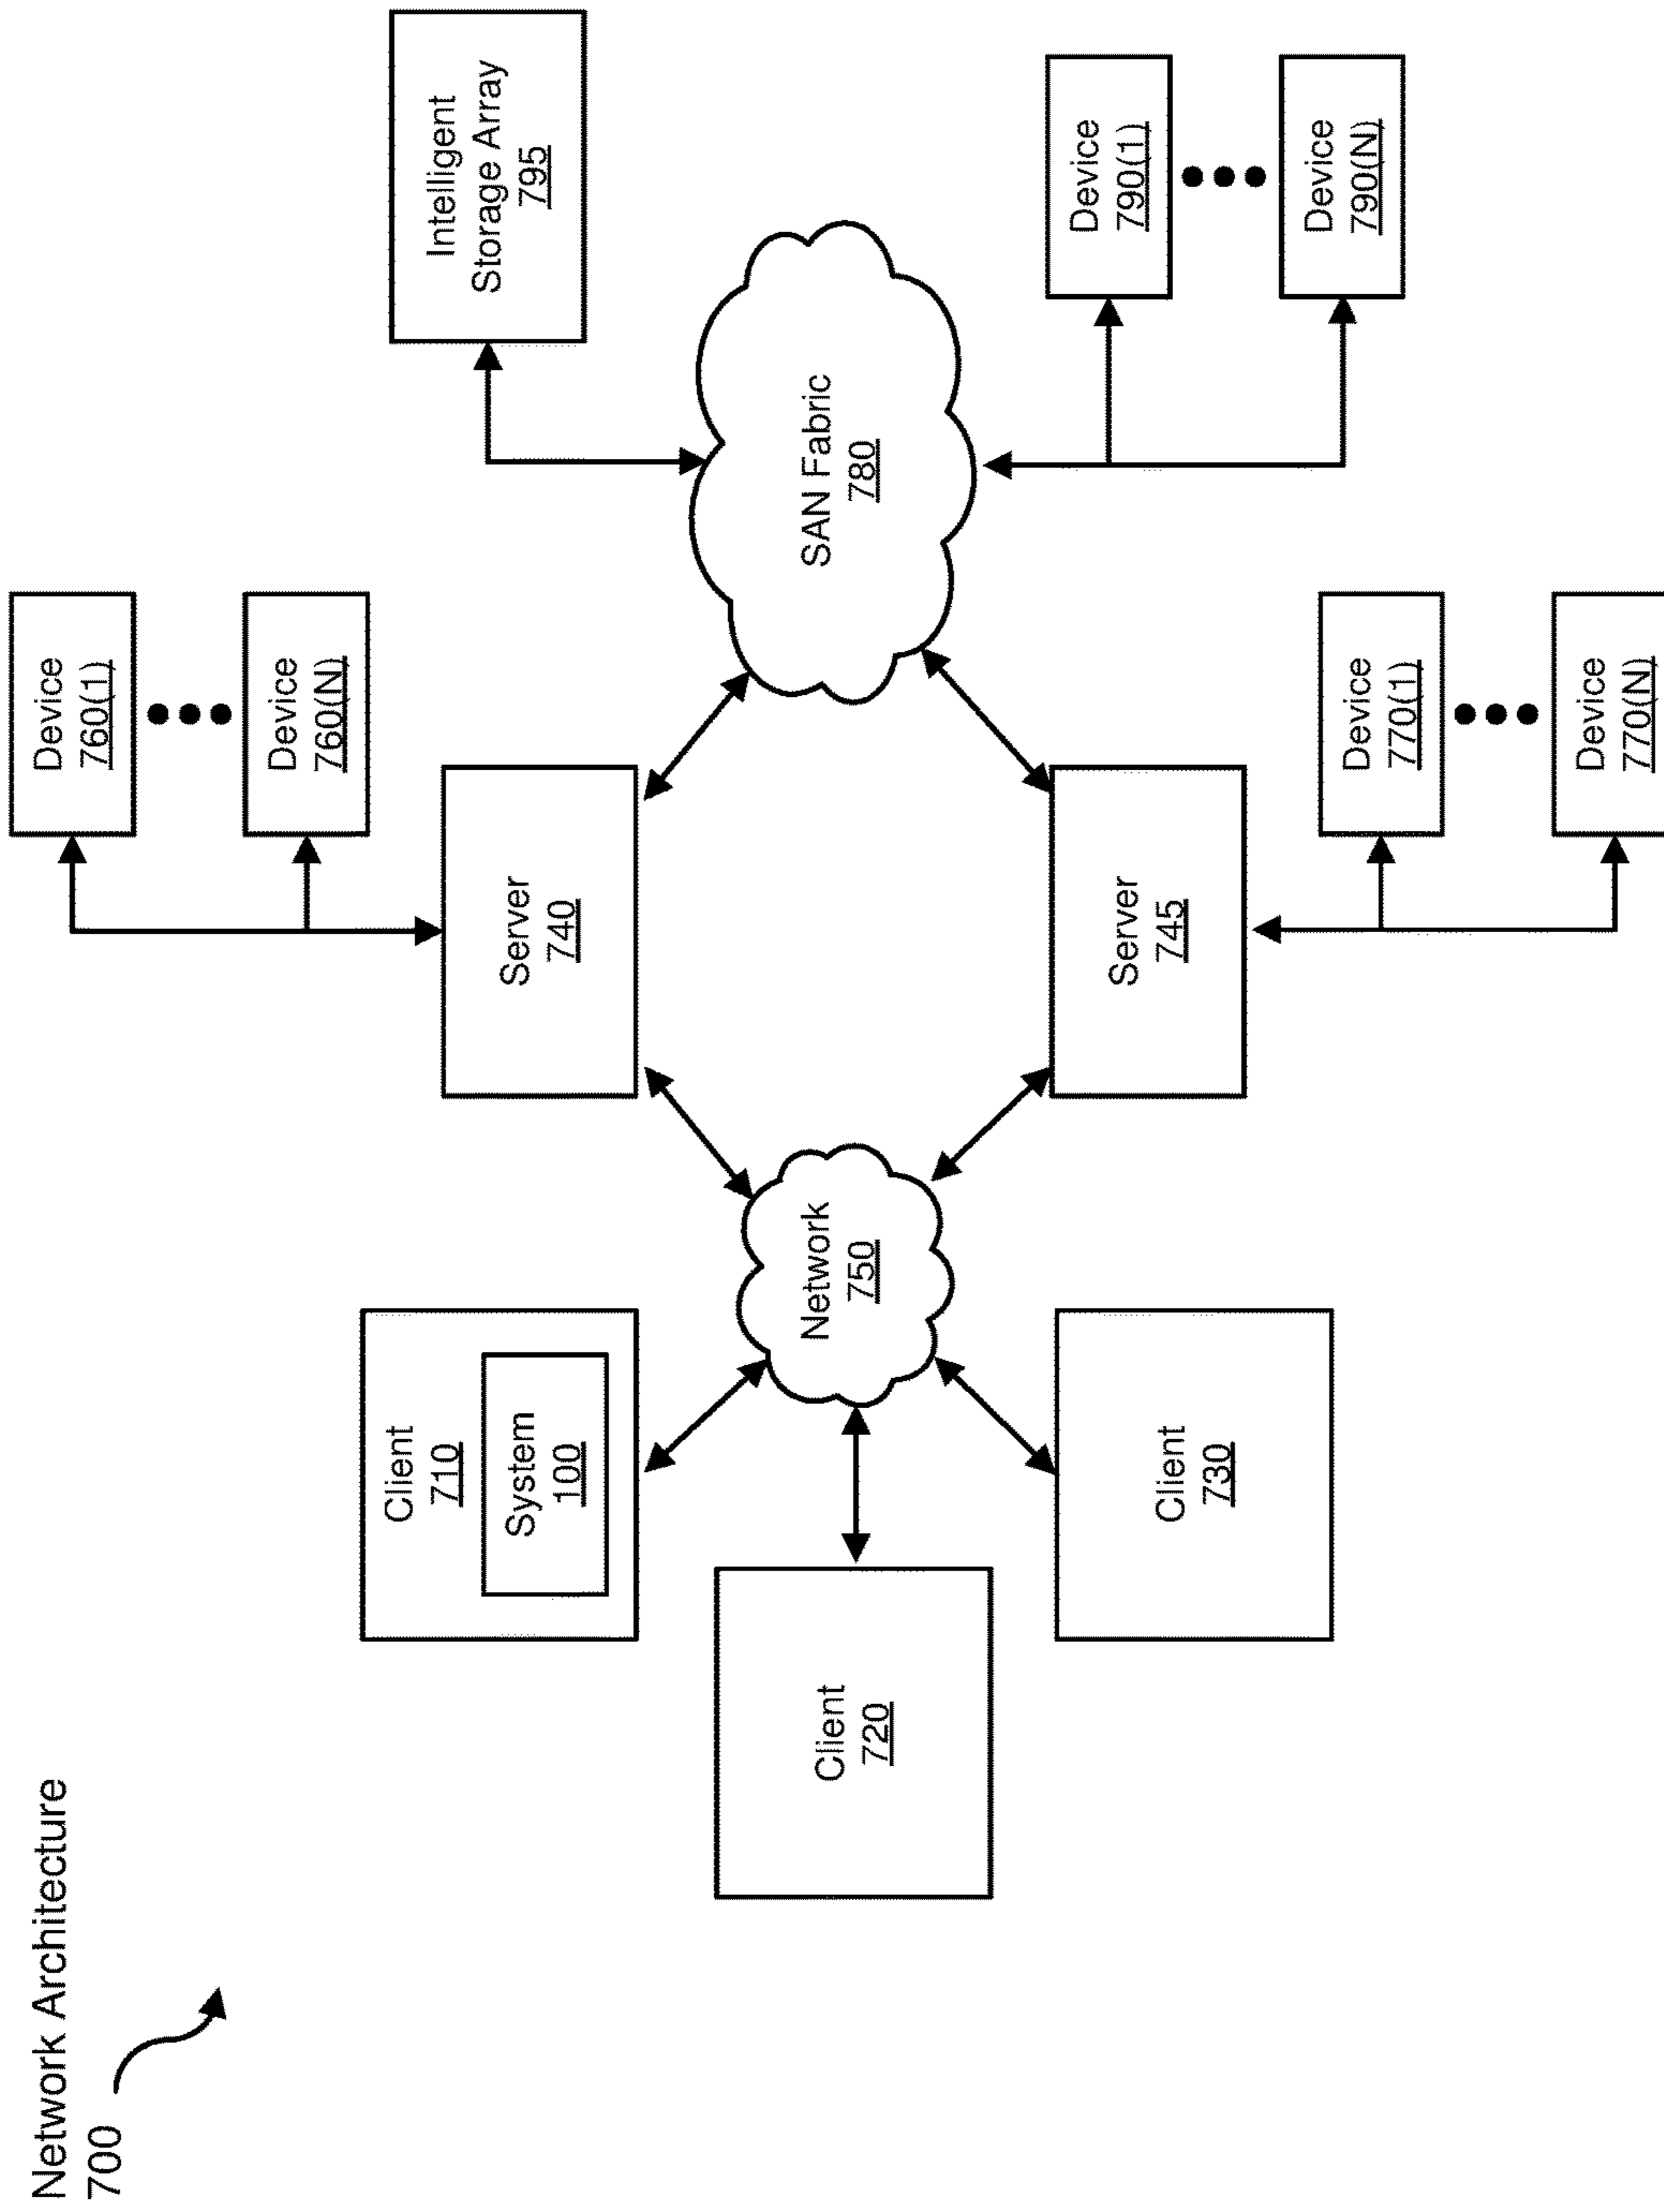 Network Architecture
700
Client
710
System
100
Client
720
Client
730
Network
750
Device
760(1)
Device
760(N)
Server
740
Server
745
Device
770(1)
Device
770(N)
SAN Fabric
780
Intelligent
Storage Array
795
Device
790(1)
Device
790(N)